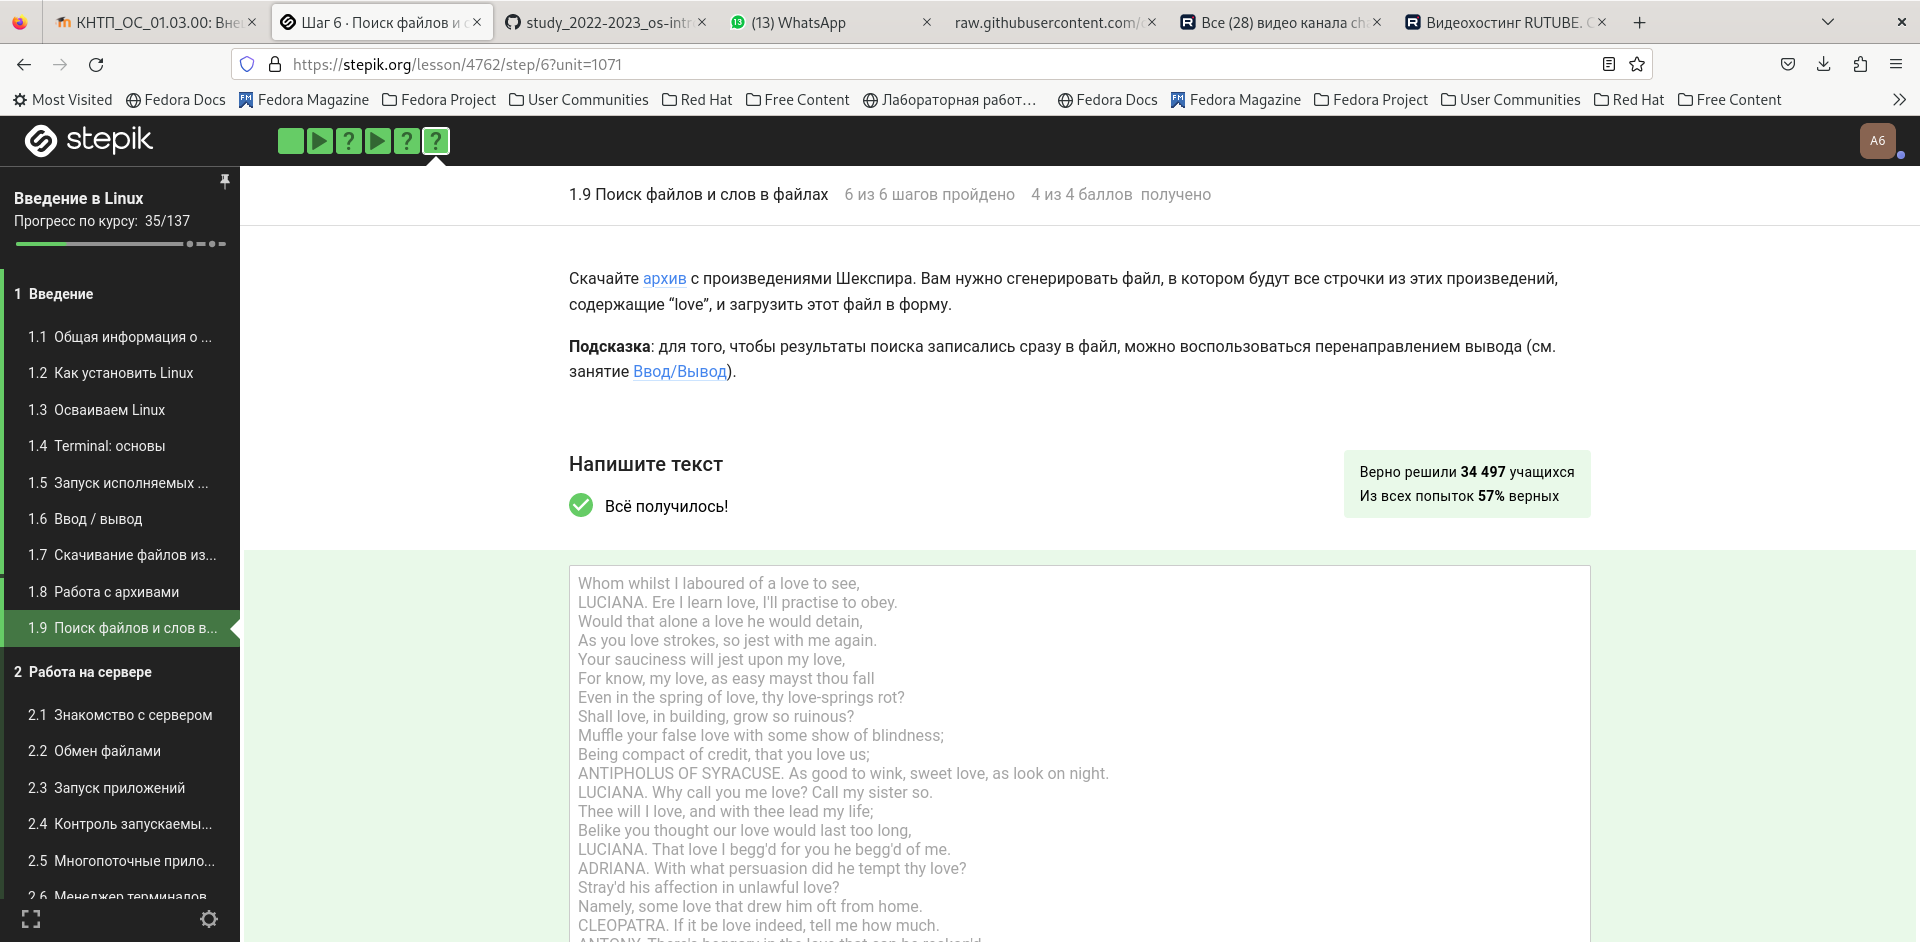 КНТП_ОС_01.03.00: Вне
Шаг 6 · Поиск файлов и с
study_2022-2023_os-intr
(13) WhatsApp
raw.githubusercontent.com/
Все (28) видео канала ch
Видеохостинг RUTUBE. С
https://stepik.org/lesson/4762/step/6?unit=1071
Most Visited
Fedora Docs
Fedora Magazine
Fedora Project
User Communities
Red Hat
Free Content
Лабораторная работ…
Fedora Docs
Fedora Magazine
Fedora Project
User Communities
Red Hat
Free Content
stepik
A6
Введение в Linux
Прогресс по курсу: 35/137
1 Введение
1.1 Общая информация о ...
1.2 Как установить Linux
1.3 Осваиваем Linux
1.4 Terminal: основы
1.5 Запуск исполняемых ...
1.6 Ввод / вывод
1.7 Скачивание файлов из...
1.8 Работа с архивами
1.9 Поиск файлов и слов в...
2 Работа на сервере
2.1 Знакомство с сервером
2.2 Обмен файлами
2.3 Запуск приложений
2.4 Контроль запускаемы...
2.5 Многопоточные прило...
2.6 Менеджер терминалов
1.9 Поиск файлов и слов в файлах 6 из 6 шагов пройдено 4 из 4 баллов получено
Скачайте архив с произведениями Шекспира. Вам нужно сгенерировать файл, в котором будут все строчки из этих произведений,
содержащие “love”, и загрузить этот файл в форму.
Подсказка: для того, чтобы результаты поиска записались сразу в файл, можно воспользоваться перенаправлением вывода (см.
занятие Ввод/Вывод).
Напишите текст
Всё получилось!
Верно решили 34 497 учащихся
Из всех попыток 57% верных
Whom whilst I laboured of a love to see,
LUCIANA. Ere I learn love, I'll practise to obey.
Would that alone a love he would detain,
As you love strokes, so jest with me again.
Your sauciness will jest upon my love,
For know, my love, as easy mayst thou fall
Even in the spring of love, thy love-springs rot?
Shall love, in building, grow so ruinous?
Muffle your false love with some show of blindness;
Being compact of credit, that you love us;
ANTIPHOLUS OF SYRACUSE. As good to wink, sweet love, as look on night.
LUCIANA. Why call you me love? Call my sister so.
Thee will I love, and with thee lead my life;
Belike you thought our love would last too long,
LUCIANA. That love I begg'd for you he begg'd of me.
ADRIANA. With what persuasion did he tempt thy love?
Stray'd his affection in unlawful love?
Namely, some love that drew him oft from home.
CLEOPATRA. If it be love indeed, tell me how much.
ANTONY. There's beggary in the love that can be reckon'd.